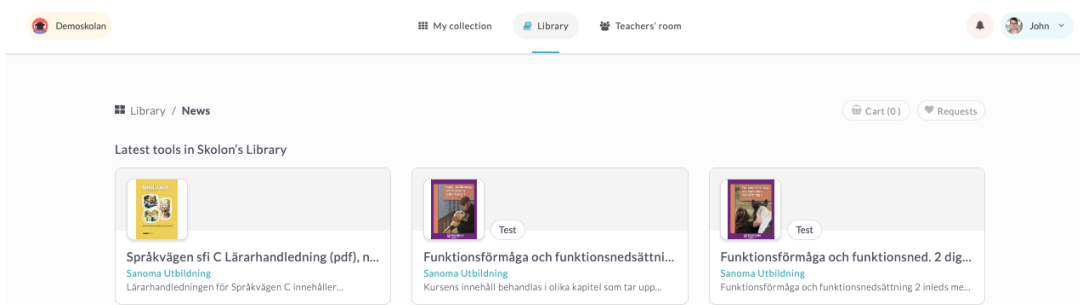 Demoskolan
My collection
Library
Teachers' room
John
Library / News
Cart (0)
Requests
Latest tools in Skolon's Library
Test
Test
Språkvägen sfi C Lärarhandledning (pdf), n...
Sanoma Utbildning
Lärarhandledningen för Språkvägen C innehåller...
Funktionsförmåga och funktionsnedsättni...
Sanoma Utbildning
Kursens innehåll behandlas i olika kapitel som tar upp...
Funktionsförmåga och funktionsned. 2 dig...
Sanoma Utbildning
Funktionsförmåga och funktionsnedsättning 2 inleds me...